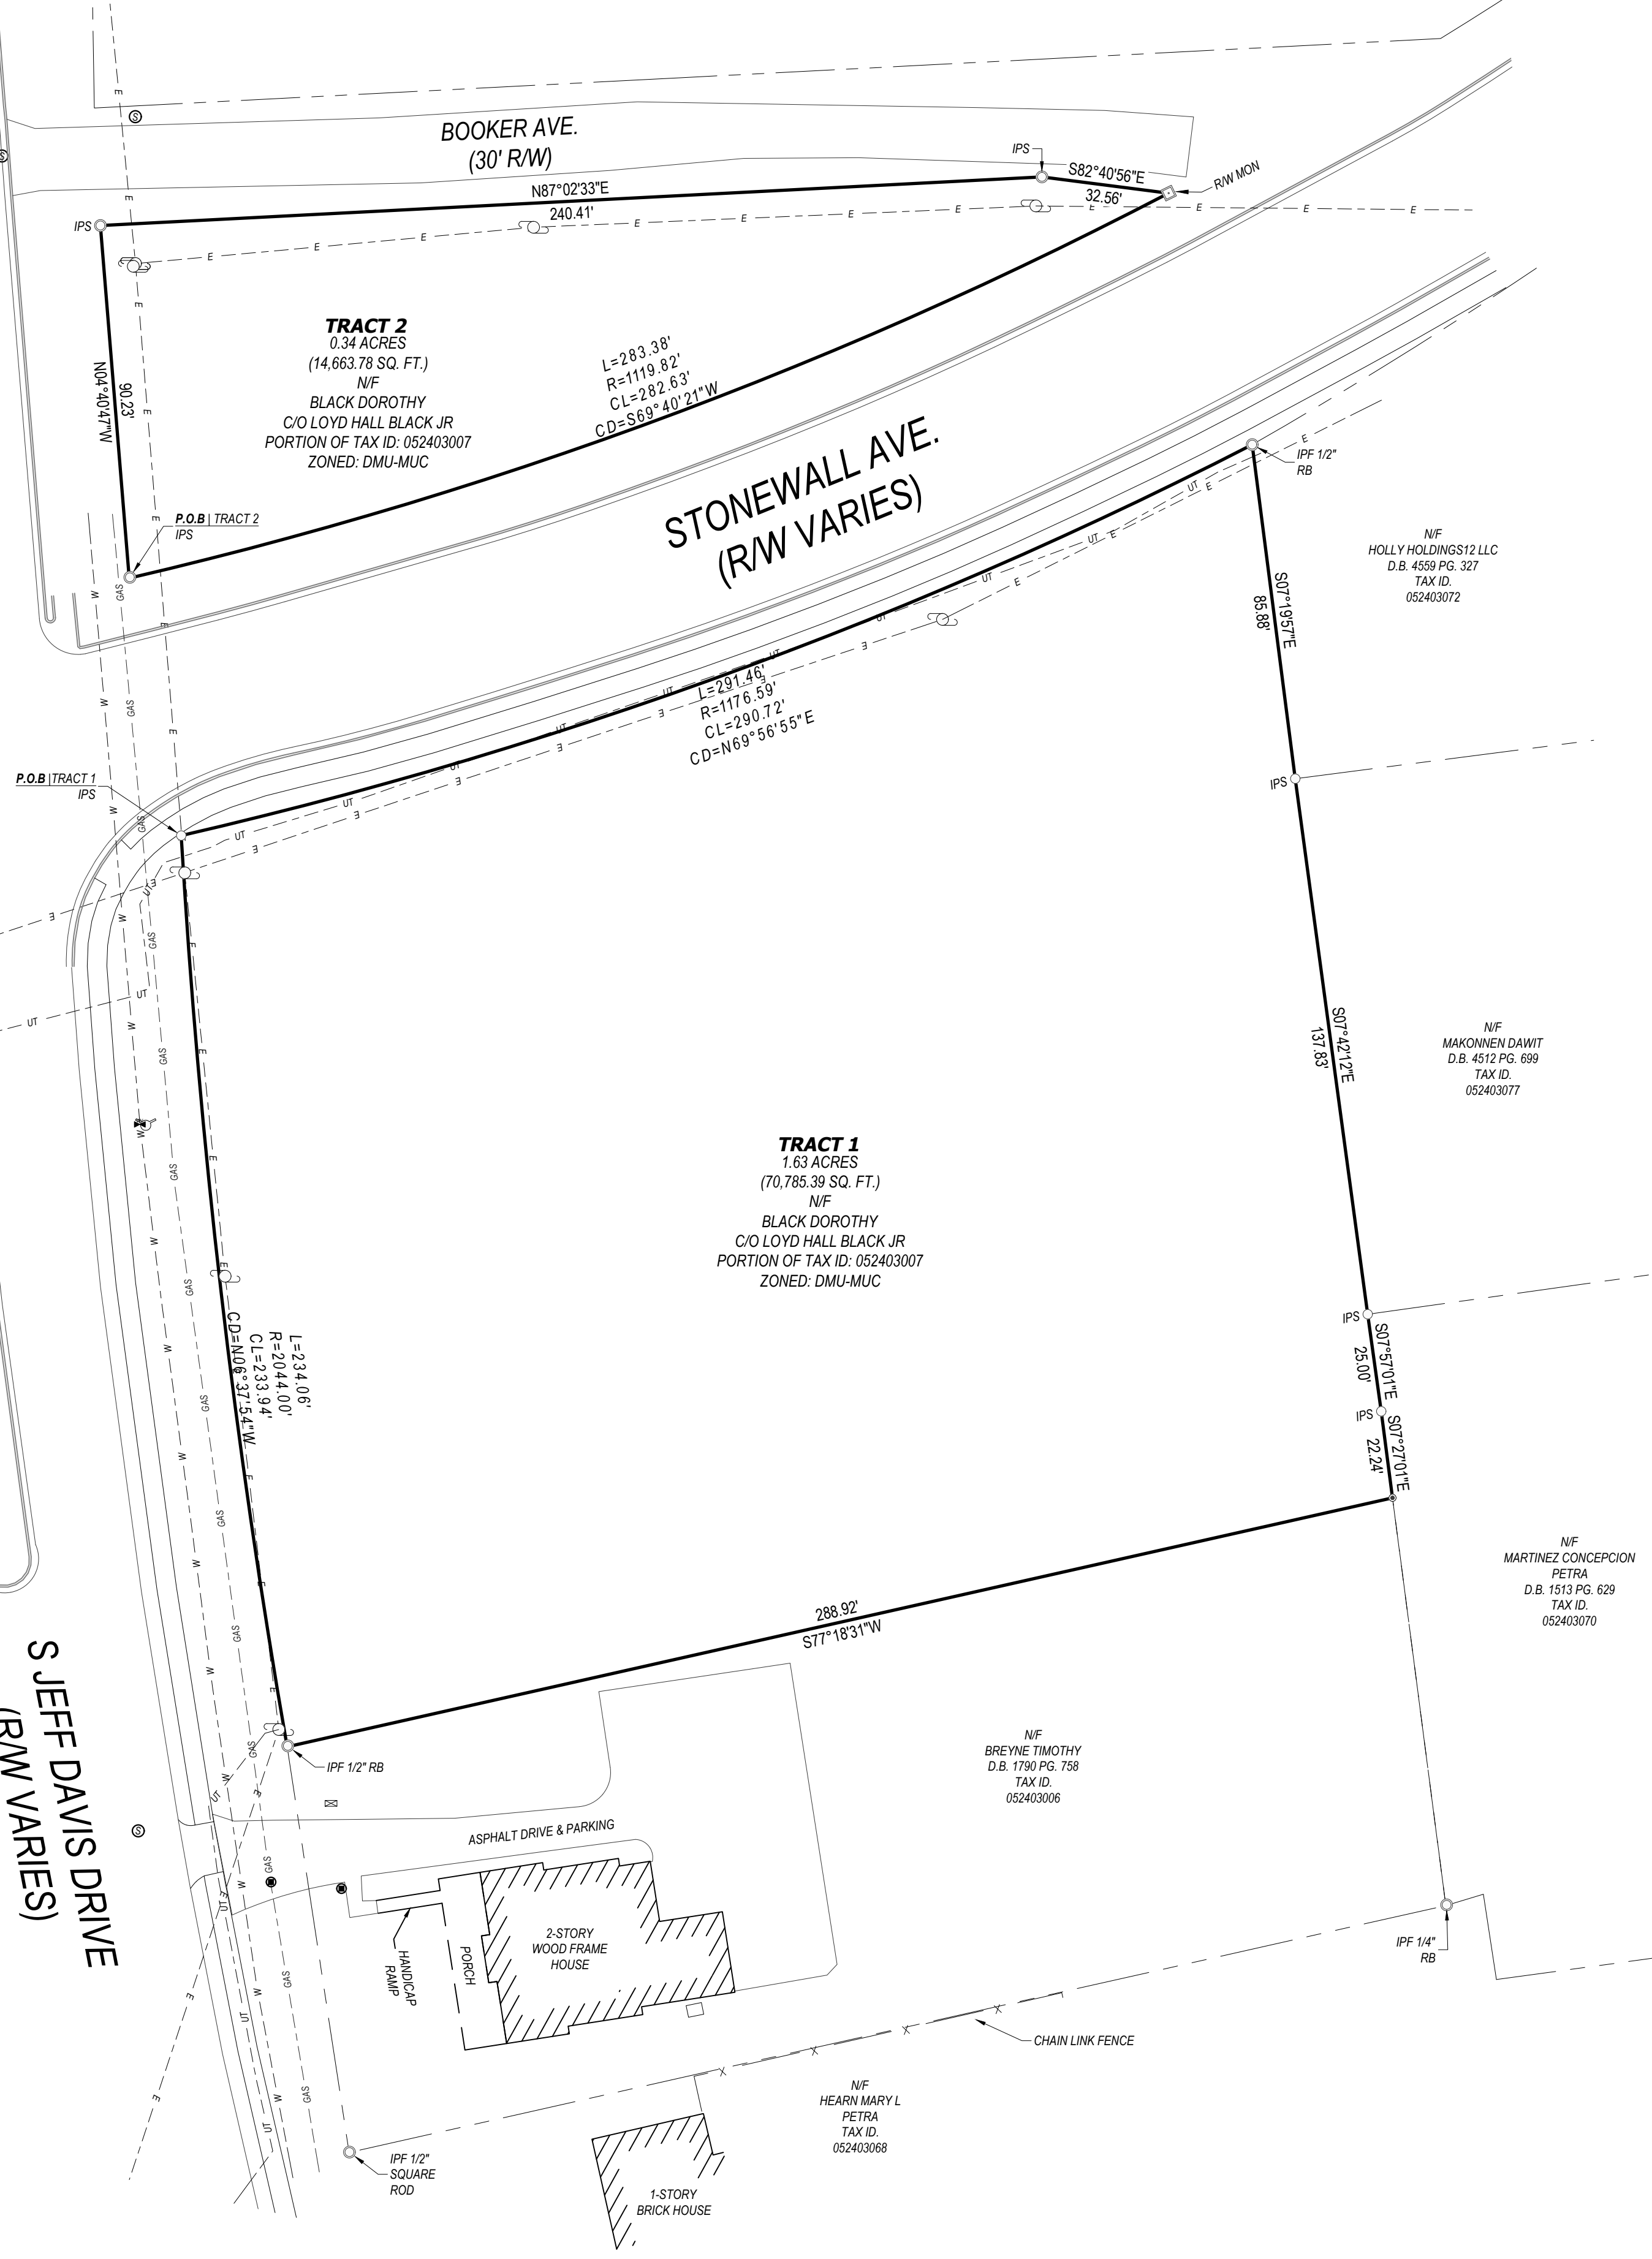 BOOKER AVE.
(30' R/W)
IPS
S82°40'56"E
32.56'
R/W MON
N87°02'33"E
240.41'
IPS
N04°40'47"W
90.23'
TRACT 2
0.34 ACRES
(14,663.78 SQ. FT.)
N/F
BLACK DOROTHY
C/O LOYD HALL BLACK JR
PORTION OF TAX ID: 052403007
ZONED: DMU-MUC
L=283.38'
R=1119.82'
CL=282.63'
CD=S69°40'21"W
P.O.B | TRACT 2
IPS
STONEWALL AVE.
(R/W VARIES)
IPF 1/2"
RB
N/F
HOLLY HOLDINGS12 LLC
D.B. 4559 PG. 327
TAX ID.
052403072
S07°19'57"E
85.88'
L=291.46'
R=1176.59'
CL=290.72'
CD=N69°56'55"E
P.O.B |TRACT 1
IPS
IPS
S07°42'12"E
137.83'
N/F
MAKONNEN DAWIT
D.B. 4512 PG. 699
TAX ID.
052403077
TRACT 1
1.63 ACRES
(70,785.39 SQ. FT.)
N/F
BLACK DOROTHY
C/O LOYD HALL BLACK JR
PORTION OF TAX ID: 052403007
ZONED: DMU-MUC
L=234.06'
R=2044.00'
CL=233.94'
CD=N06°37'54"W
IPS
S07°57'01"E
25.00'
IPS
S07°27'01"E
22.24'
288.92'
S77°18'31"W
N/F
MARTINEZ CONCEPCION
PETRA
D.B. 1513 PG. 629
TAX ID.
052403070
S JEFF DAVIS DRIVE
(R/W VARIES)
IPF 1/2" RB
N/F
BREYNE TIMOTHY
D.B. 1790 PG. 758
TAX ID.
052403006
ASPHALT DRIVE & PARKING
2-STORY
WOOD FRAME
HOUSE
PORCH
HANDICAP
RAMP
IPF 1/4"
RB
CHAIN LINK FENCE
N/F
HEARN MARY L
PETRA
TAX ID.
052403068
IPF 1/2"
SQUARE
ROD
1-STORY
BRICK HOUSE
E
UT
W
GAS
S
X